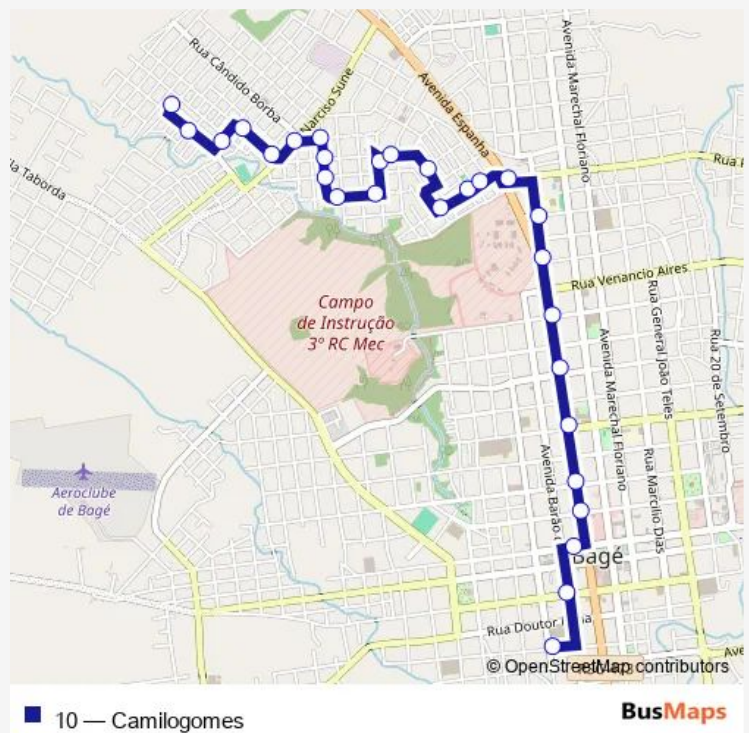 Rua Cândido Borba
Narciso Sune
Avenida Espanha
Avenida Marechal Floriano
Rua
la Taborda
Rua Venancio Aires
Campo
de Instrução
3º RC Mec
Avenida Marechal Floriano
Rua General João Teles
Rua 20 de Setembro
Aeroclube
de Bagé
Avenida Barão
Rua Marcílio Dias
Bagé
Rua Doutor
Ave
© OpenStreetMap contributors
10 — Camilogomes
BusMaps